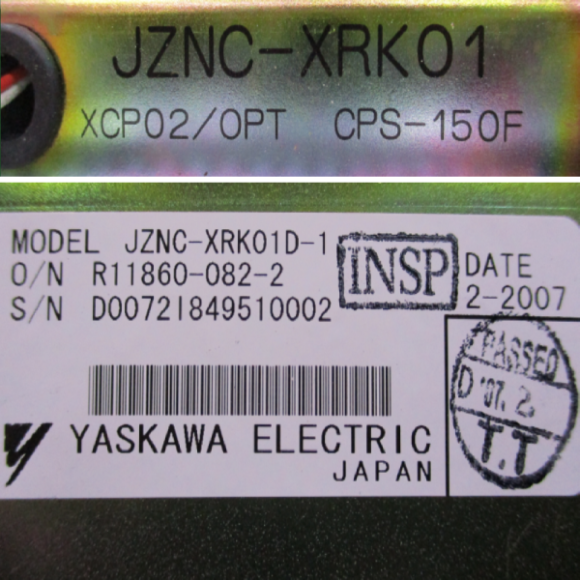 JZNC-XRK01
XCP02/OPT CPS-150F
MODEL JZNC-XRK01D-1
O/N R11860-082-2
S/N D0072I849510002
INSP
DATE
2-2007
PASSED
D '07. 2.
T.T
YASKAWA ELECTRIC
JAPAN